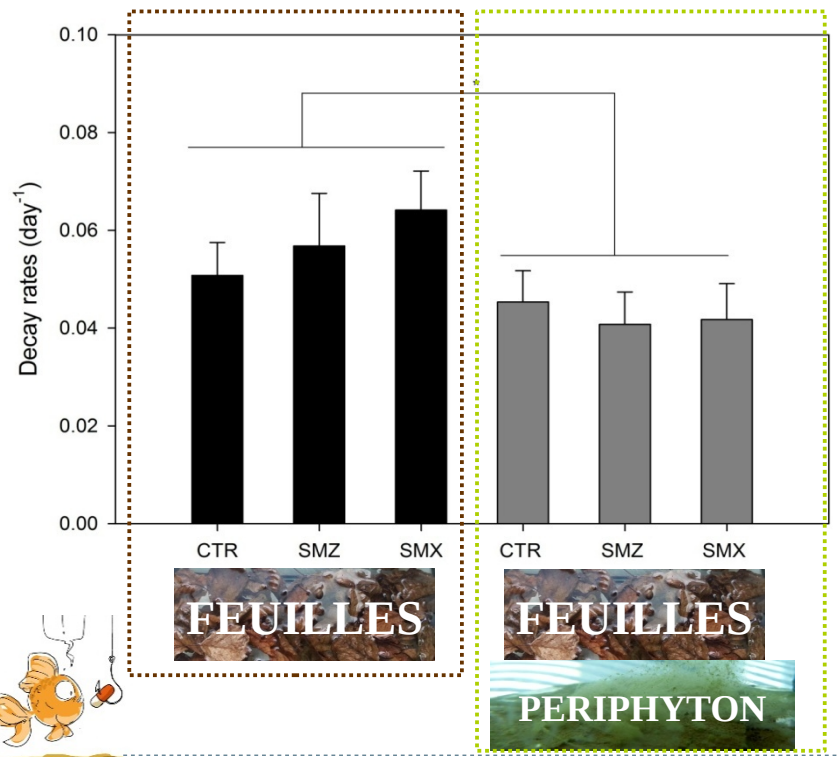 0.10
0.08
0.06
0.04
0.02
0.00
Decay rates (day-1)
*
CTR SMZ SMX CTR SMZ SMX
FEUILLES FEUILLES
PERIPHYTON